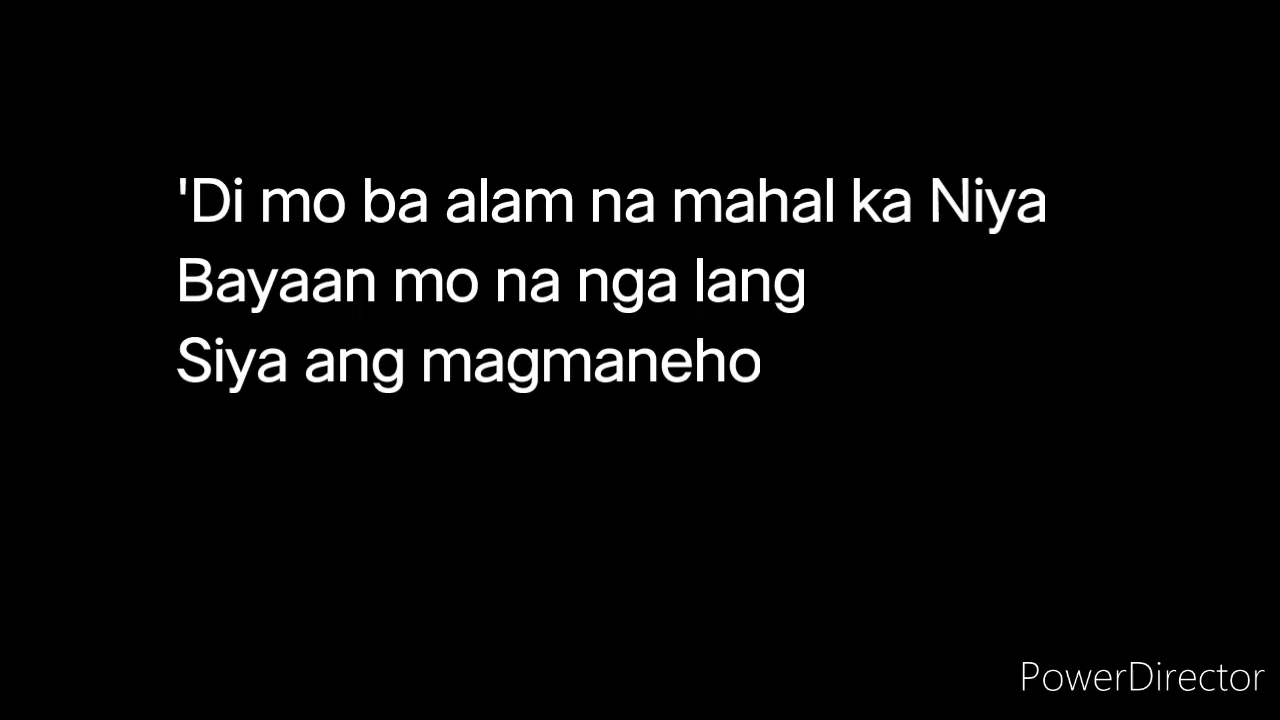 'Di mo ba alam na mahal ka Niya
Bayaan mo na nga lang
Siya ang magmaneho
PowerDirector